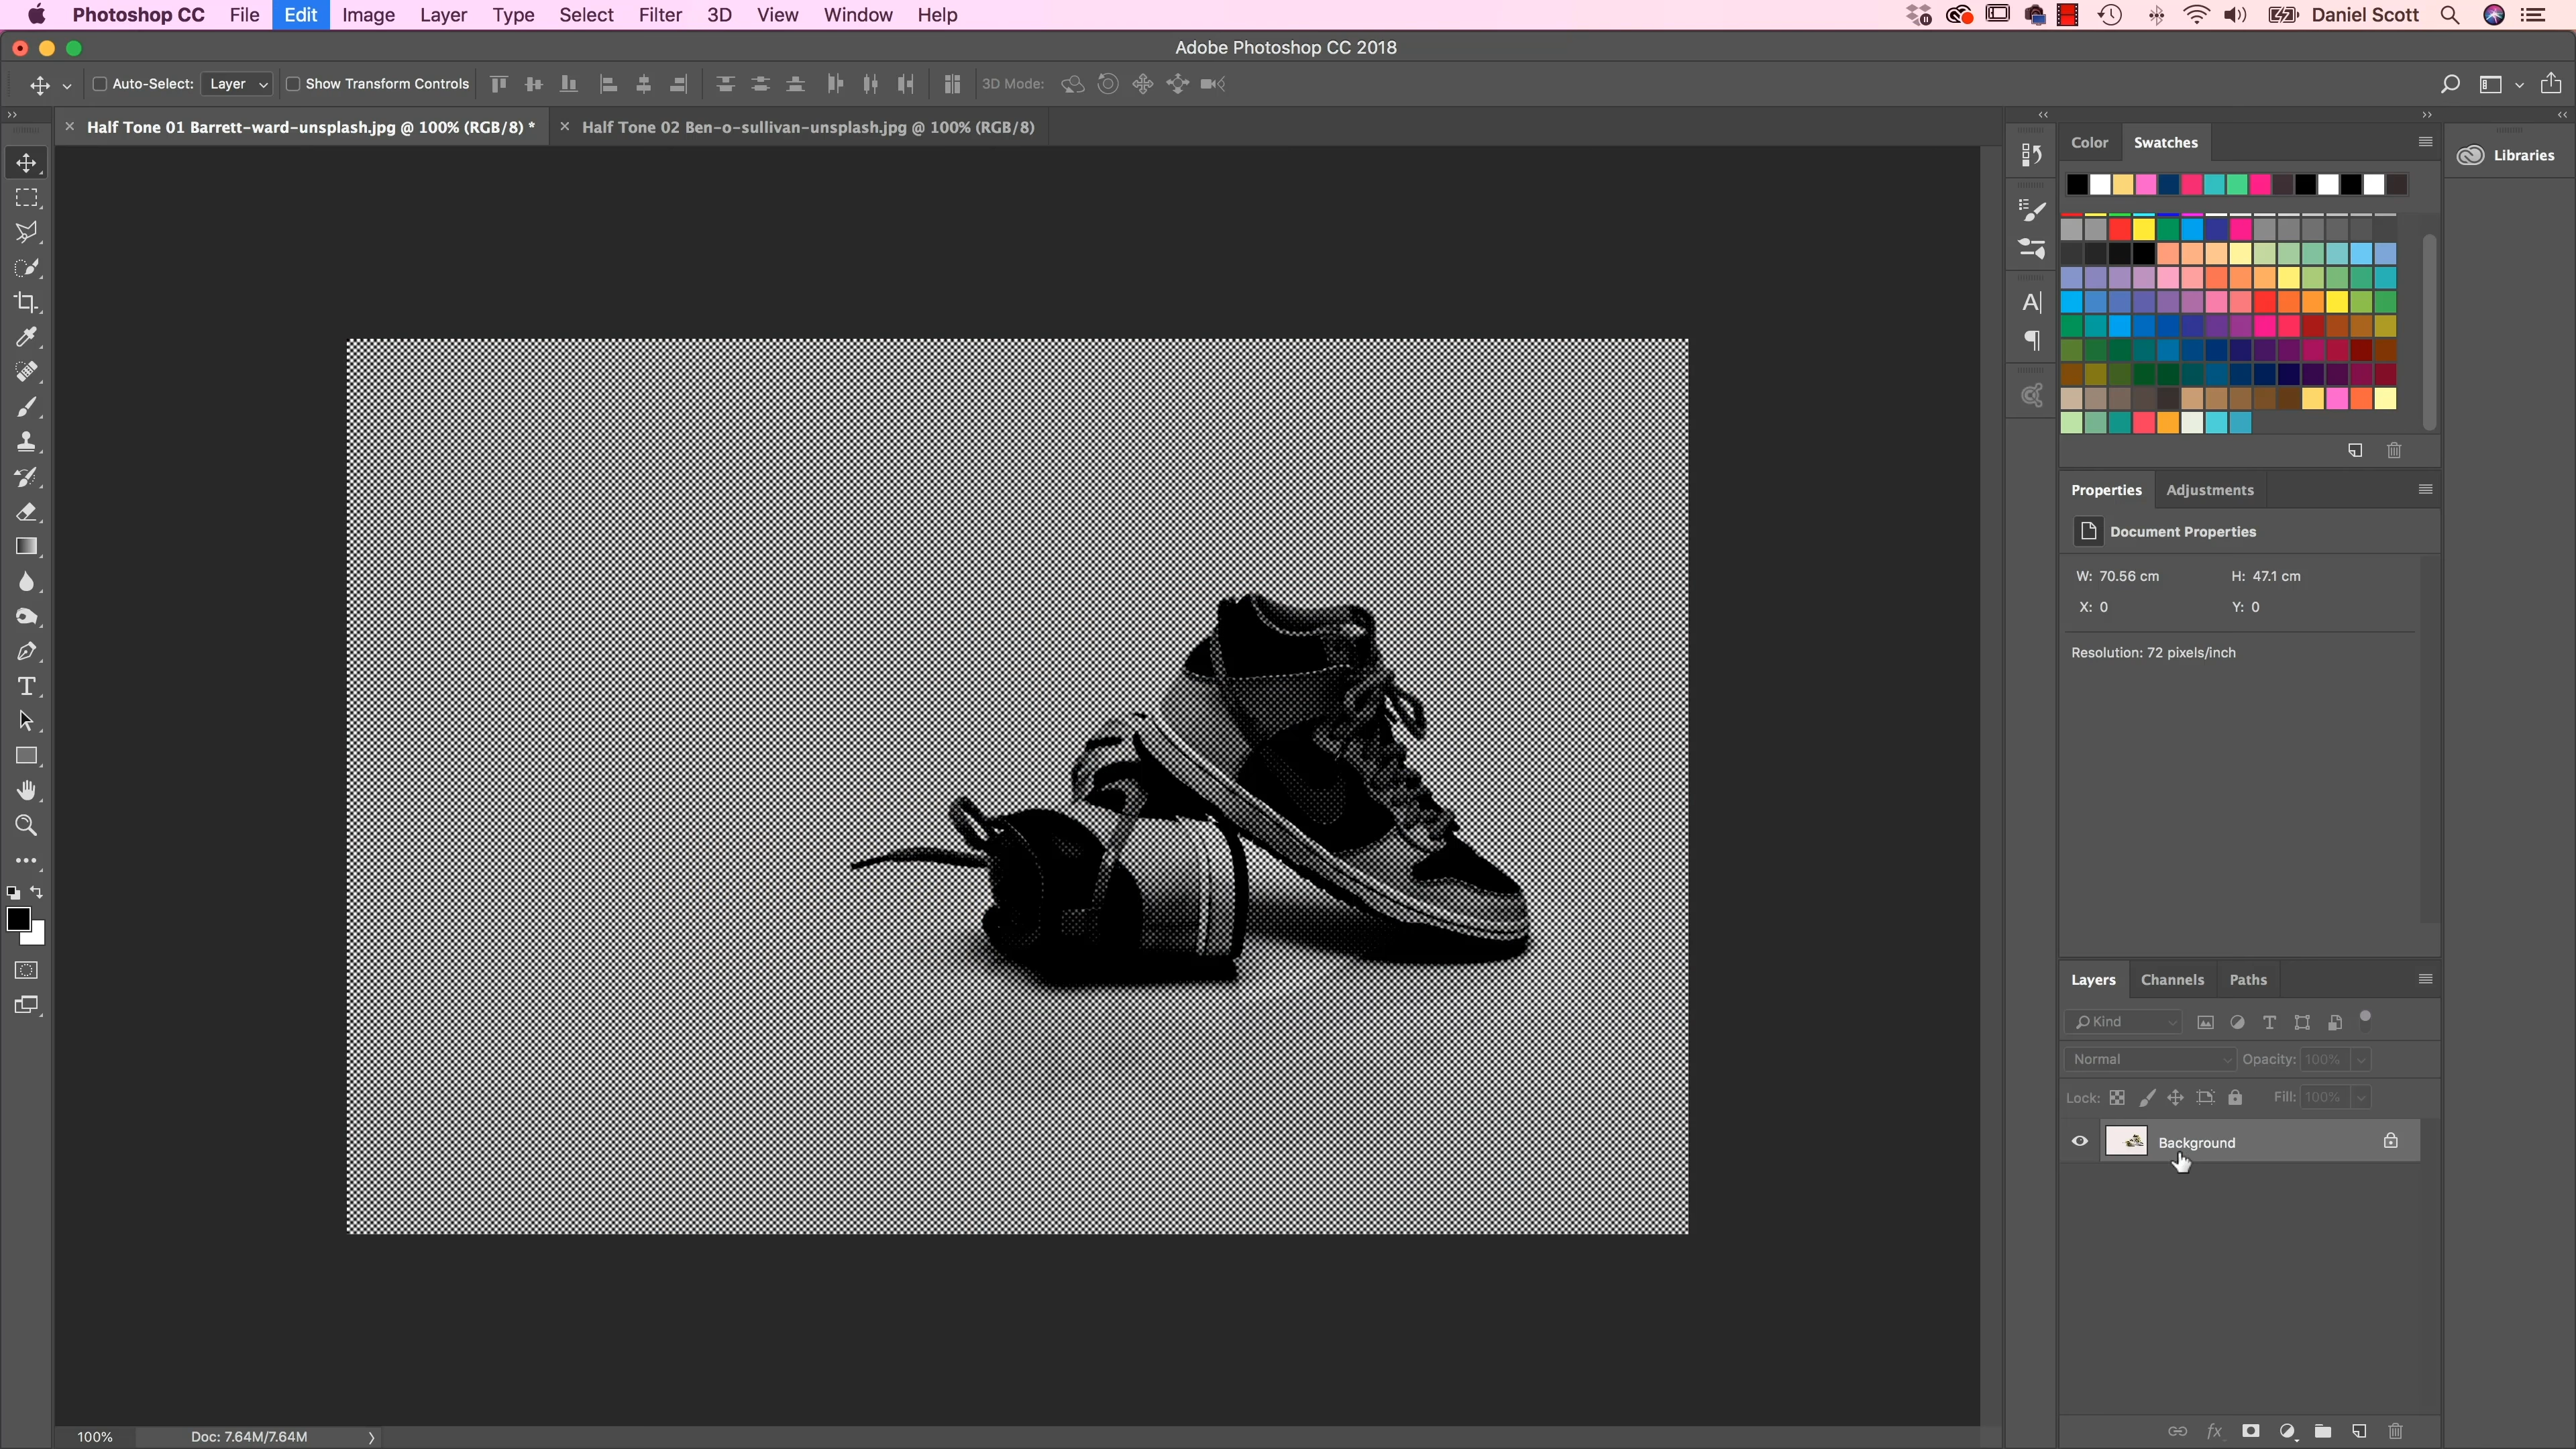 Photoshop CC File Edit Image Layer Type Select Filter 3D View Window Help Daniel Scott
Adobe Photoshop CC 2018
Auto-Select: Layer Show Transform Controls 3D Mode:
Half Tone 01 Barrett-ward-unsplash.jpg @ 100% (RGB/8) * Half Tone 02 Ben-o-sullivan-unsplash.jpg @ 100% (RGB/8)
Color Swatches
Libraries
Properties Adjustments
Document Properties
W: 70.56 cm H: 47.1 cm
X: 0 Y: 0
Resolution: 72 pixels/inch
Layers Channels Paths
Kind
Normal Opacity: 100%
Lock: Fill: 100%
Background
fx
100% Doc: 7.64M/7.64M